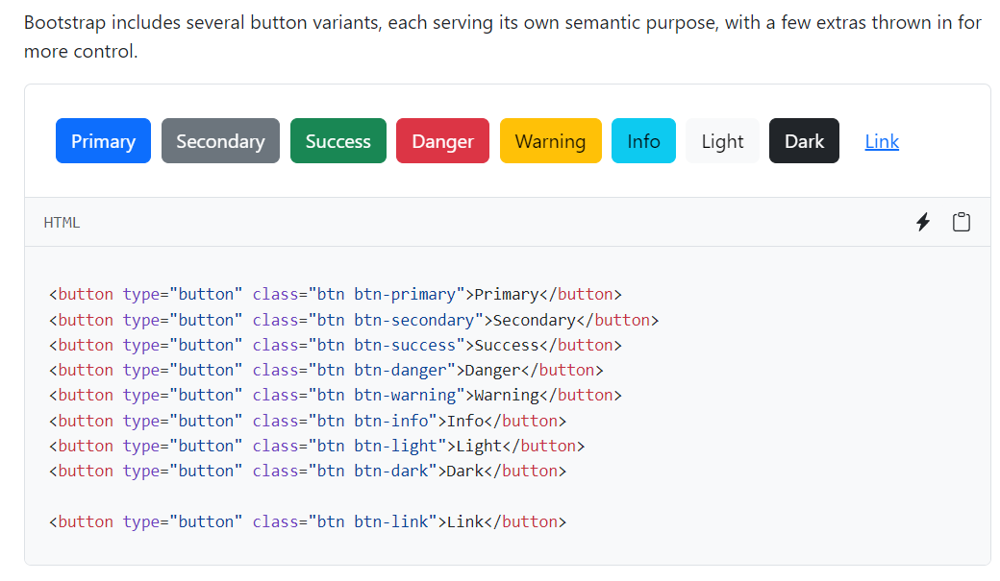 Bootstrap includes several button variants, each serving its own semantic purpose, with a few extras thrown in for
more control.
Primary Secondary Success Danger Warning Info Light Dark Link
HTML
<button type="button" class="btn btn-primary">Primary</button>
<button type="button" class="btn btn-secondary">Secondary</button>
<button type="button" class="btn btn-success">Success</button>
<button type="button" class="btn btn-danger">Danger</button>
<button type="button" class="btn btn-warning">Warning</button>
<button type="button" class="btn btn-info">Info</button>
<button type="button" class="btn btn-light">Light</button>
<button type="button" class="btn btn-dark">Dark</button>
<button type="button" class="btn btn-link">Link</button>